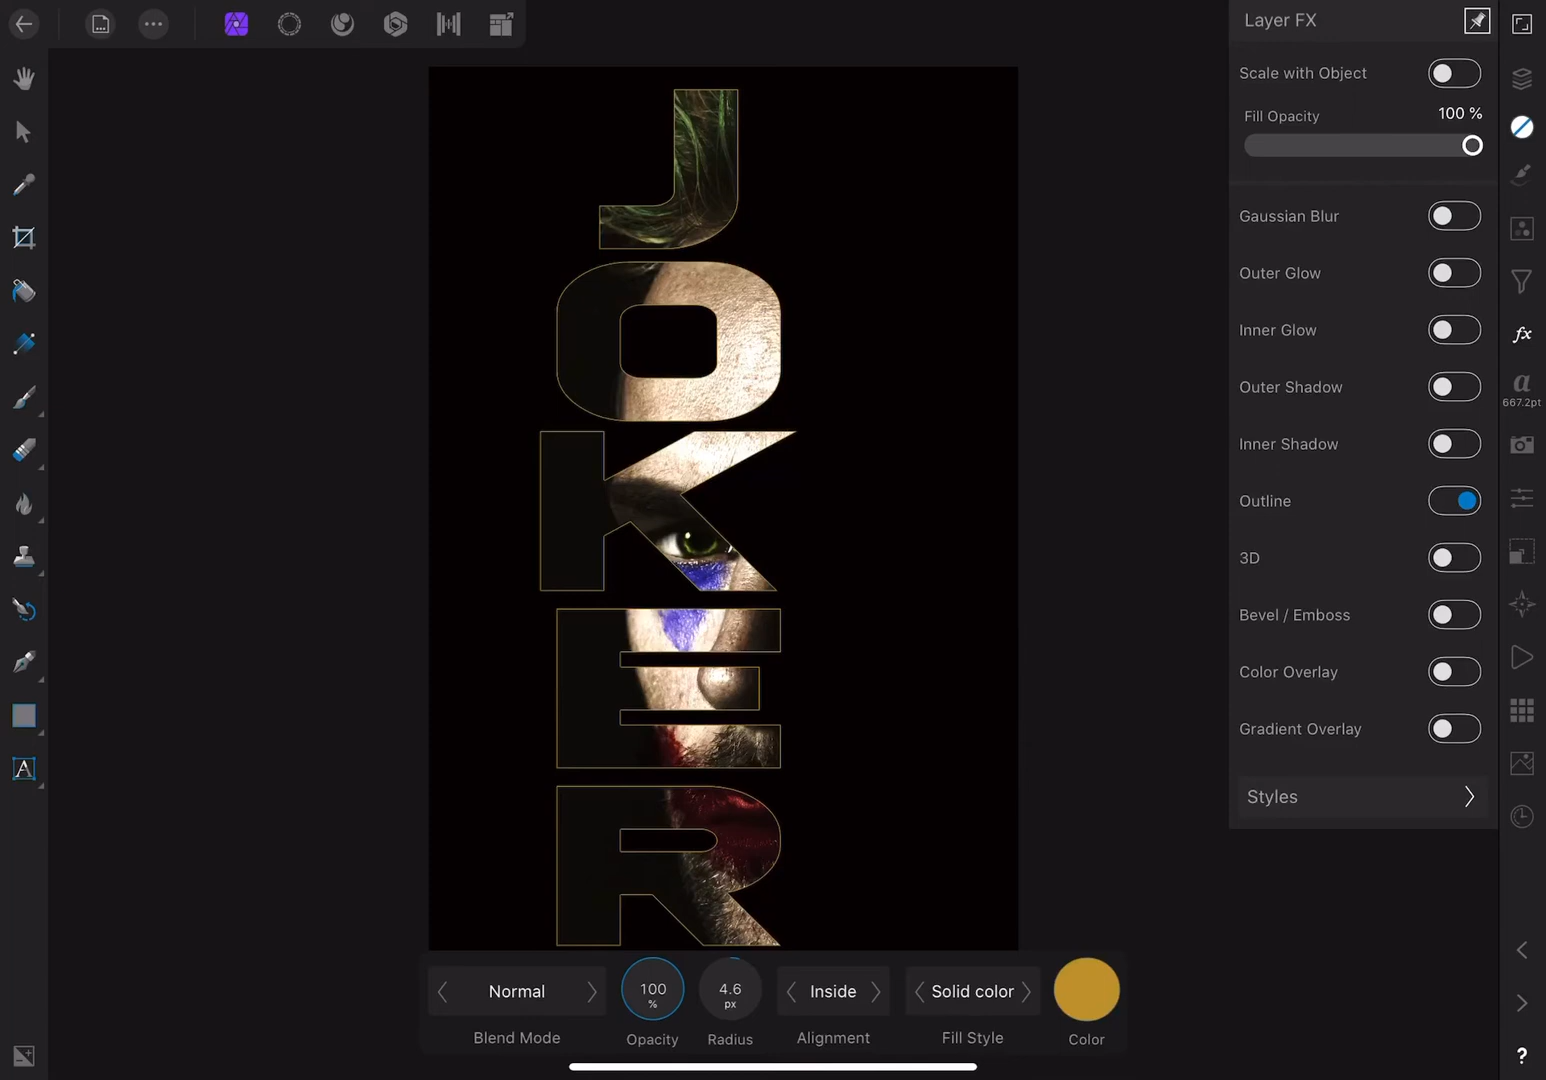 Layer FX
Scale with Object
Fill Opacity
100 %
Gaussian Blur
Outer Glow
Inner Glow
Outer Shadow
Inner Shadow
Outline
3D
Bevel / Emboss
Color Overlay
Gradient Overlay
Styles
fx
a
667.2pt
A
J
O
K
E
R
Normal
100
%
4.6
px
Inside
Solid color
Blend Mode
Opacity
Radius
Alignment
Fill Style
Color
?